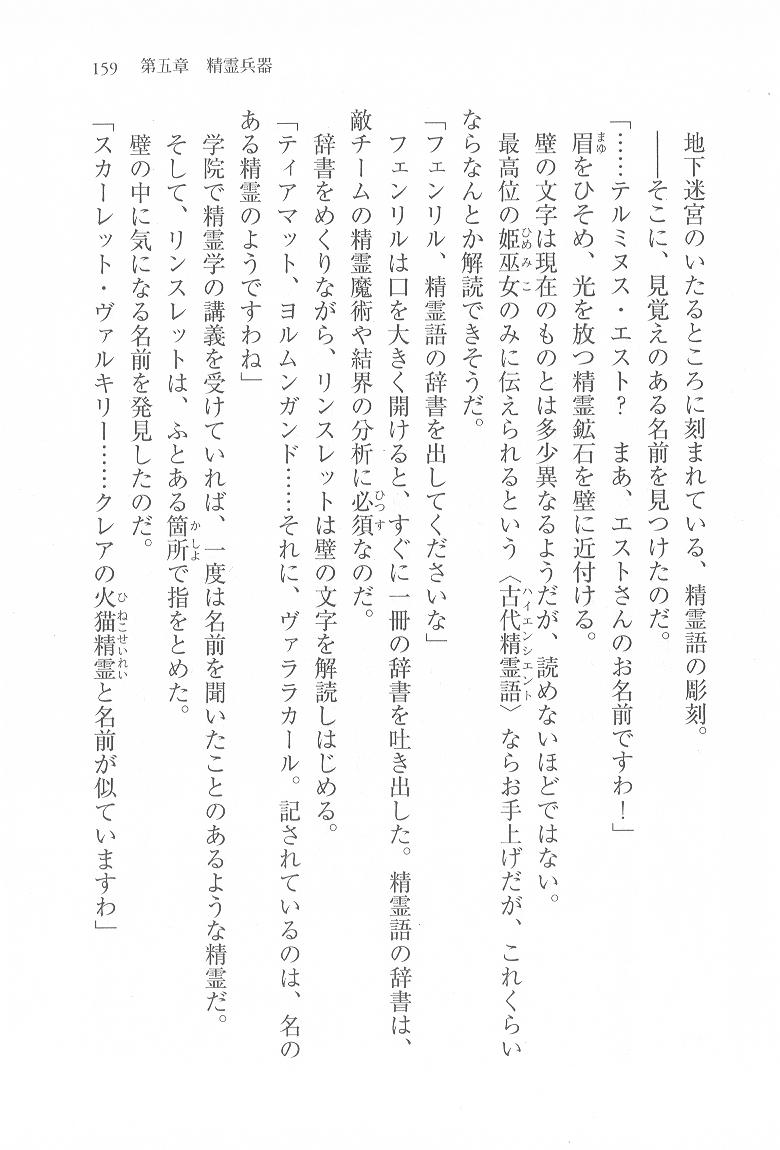 159　第五章　精霊兵器
地下迷宮のいたるところに刻まれている、精霊語の彫刻。
――そこに、見覚えのある名前を見つけたのだ。
「……テルミヌス・エスト？　まあ、エストさんのお名前ですわ！」
眉をひそめ、光を放つ精霊鉱石を壁に近付ける。
壁の文字は現在のものとは多少異なるようだが、読めないほどではない。
最高位の姫巫女のみに伝えられるという〈古代精霊語〉ならお手上げだが、これくらい
ならなんとか解読できそうだ。
「フェンリル、精霊語の辞書を出してくださいな」
フェンリルは口を大きく開けると、すぐに一冊の辞書を吐き出した。精霊語の辞書は、
敵チームの精霊魔術や結界の分析に必須なのだ。
辞書をめくりながら、リンスレットは壁の文字を解読しはじめる。
「ティアマット、ヨルムンガンド……それに、ヴァララカール。記されているのは、名の
ある精霊のようですわね」
学院で精霊学の講義を受けていれば、一度は名前を聞いたことのあるような精霊だ。
そして、リンスレットは、ふとある箇所で指をとめた。
壁の中に気になる名前を発見したのだ。
「スカーレット・ヴァルキリー……クレアの火猫精霊と名前が似ていますわ」